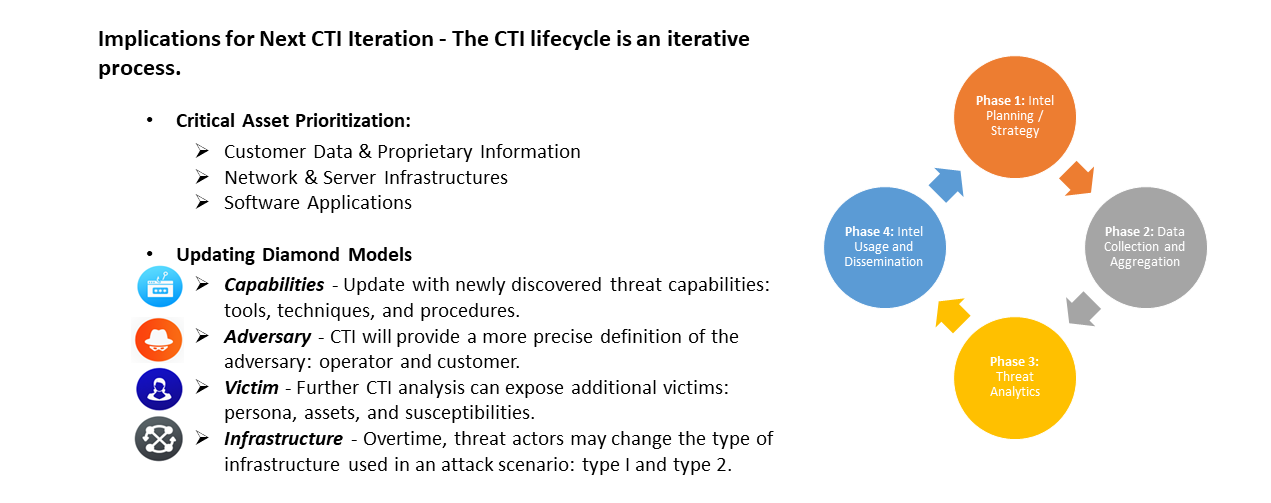 Implications for Next CTI Iteration - The CTI lifecycle is an iterative
process.
• Critical Asset Prioritization:
➢ Customer Data & Proprietary Information
➢ Network & Server Infrastructures
➢ Software Applications
• Updating Diamond Models
➢ Capabilities - Update with newly discovered threat capabilities:
tools, techniques, and procedures.
➢ Adversary - CTI will provide a more precise definition of the
adversary: operator and customer.
➢ Victim - Further CTI analysis can expose additional victims:
persona, assets, and susceptibilities.
➢ Infrastructure - Overtime, threat actors may change the type of
infrastructure used in an attack scenario: type I and type 2.
Phase 1: Intel
Planning /
Strategy
Phase 2: Data
Collection and
Aggregation
Phase 3:
Threat
Analytics
Phase 4: Intel
Usage and
Dissemination